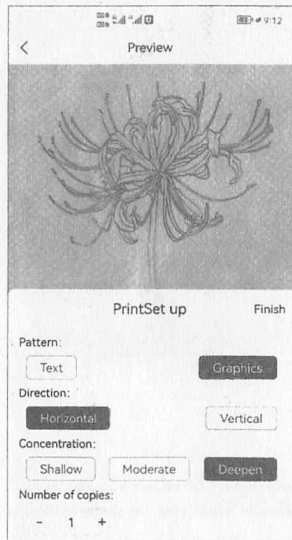 9:12
Preview
PrintSet up Finish
Pattern:
Text Graphics
Direction:
Horizontal Vertical
Concentration:
Shallow Moderate Deepen
Number of copies:
- 1 +